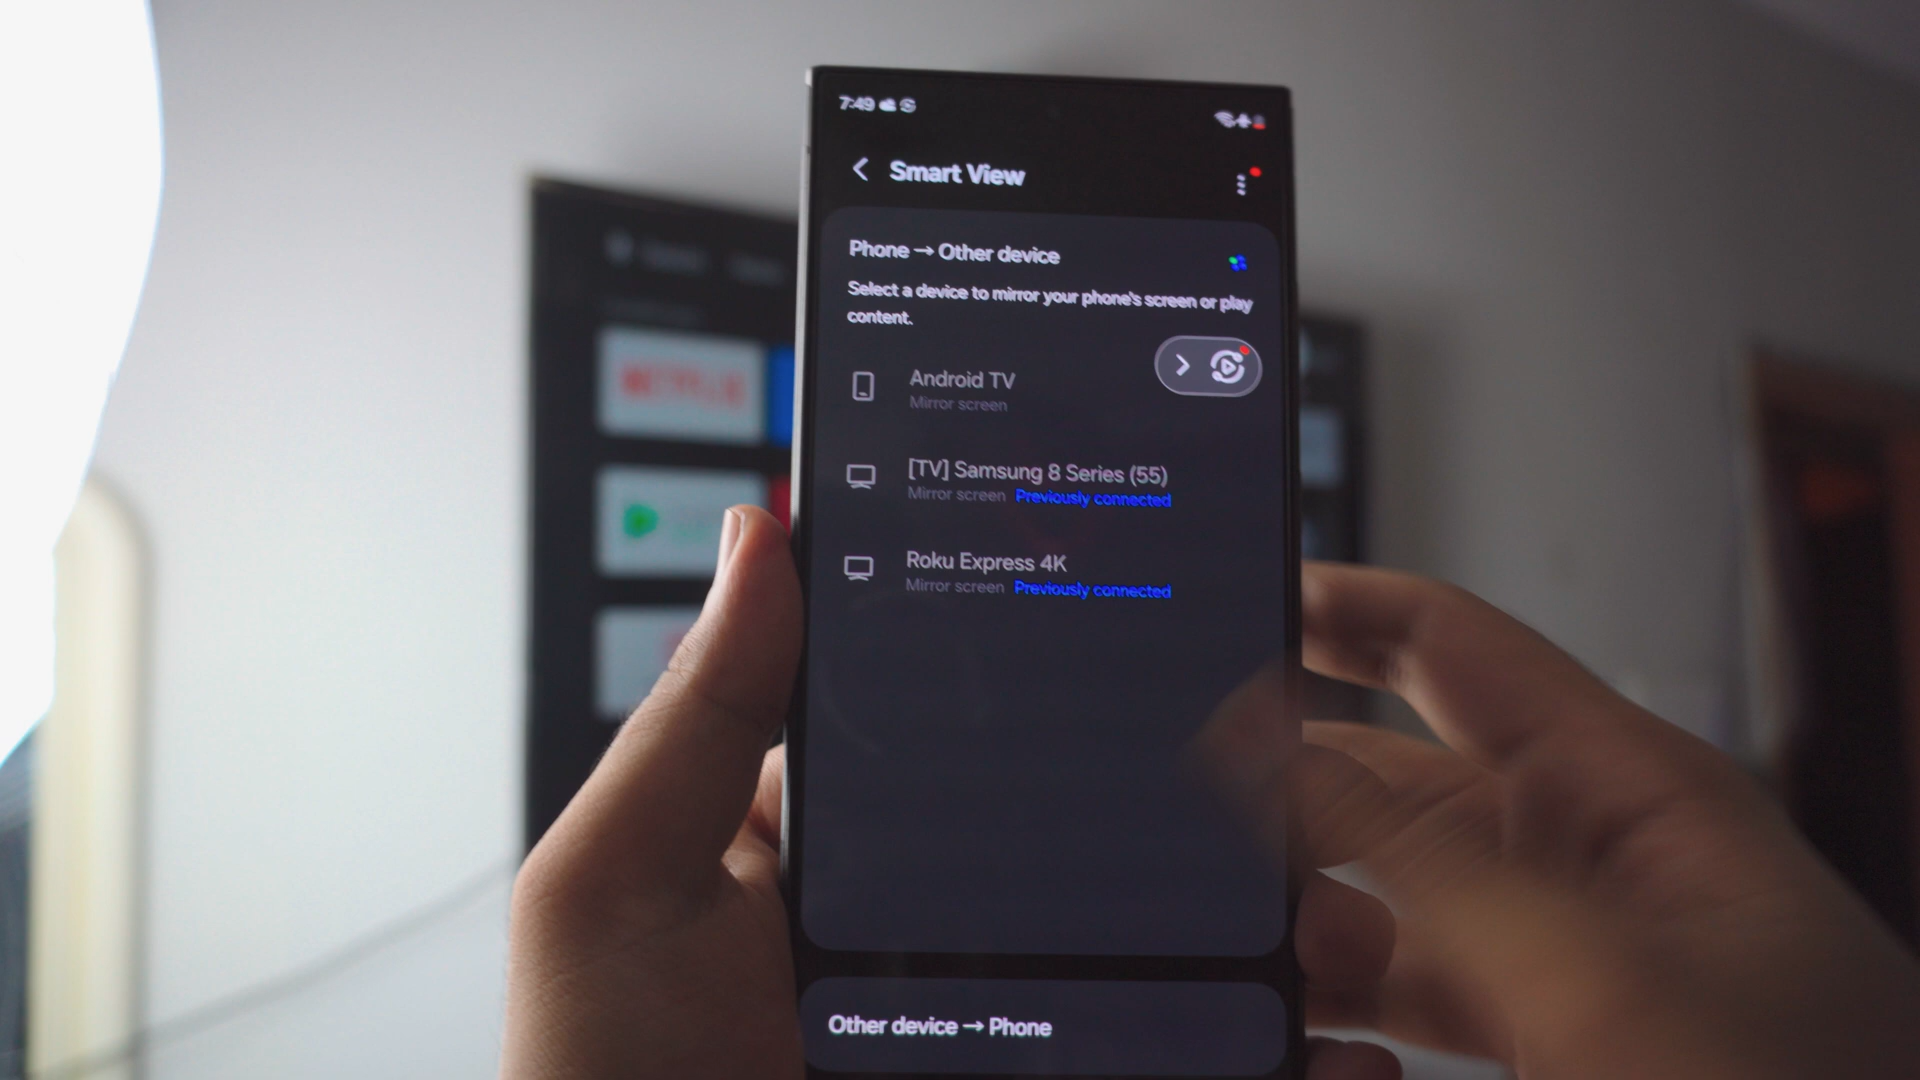 7:49
Smart View
Phone → Other device
Select a device to mirror your phone's screen or play
content.
Android TV
Mirror screen
[TV] Samsung 8 Series (55)
Mirror screen Previously connected
Roku Express 4K
Mirror screen Previously connected
Other device → Phone
NETFLIX